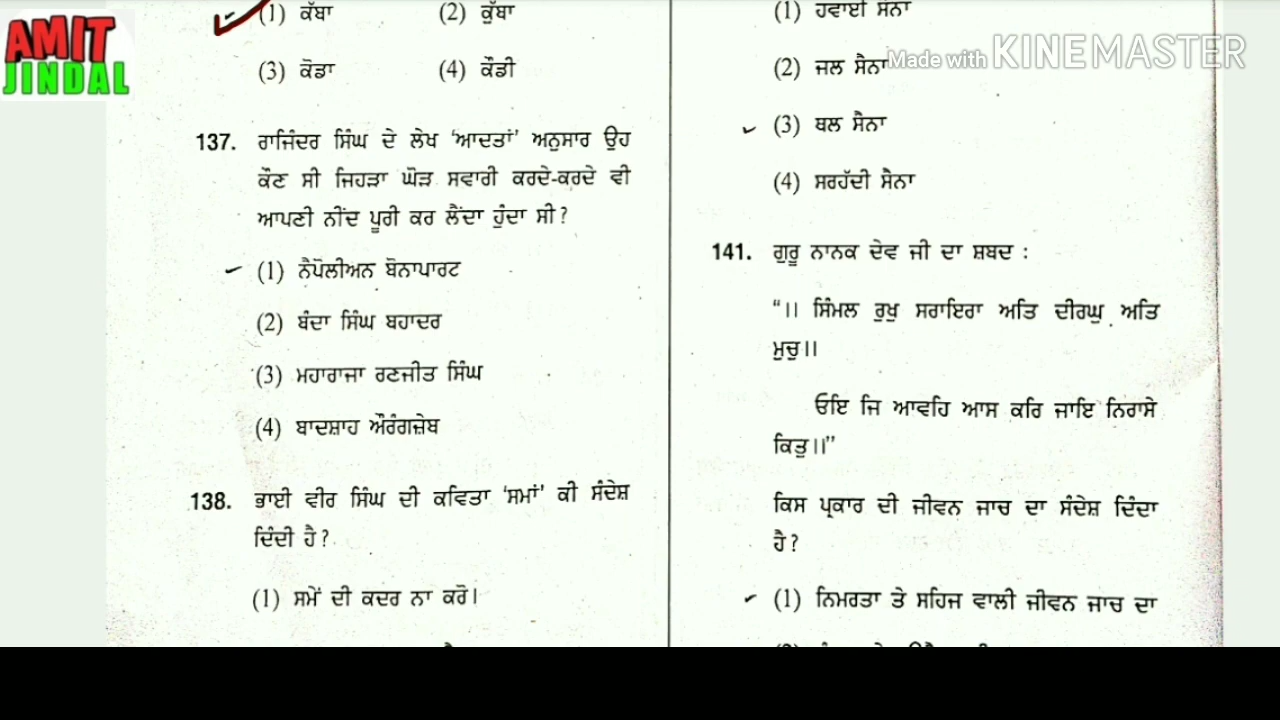 AMIT
JINDAL
Made with KINEMASTER
(1) ਕੱਬਾ (2) ਕੁੱਬਾ
(3) ਕੋਡਾ (4) ਕੌਡੀ
137. ਰਾਜਿੰਦਰ ਸਿੰਘ ਦੇ ਲੇਖ 'ਆਦਤਾਂ' ਅਨੁਸਾਰ ਉਹ
ਕੌਣ ਸੀ ਜਿਹੜਾ ਘੋੜ ਸਵਾਰੀ ਕਰਦੇ-ਕਰਦੇ ਵੀ
ਆਪਣੀ ਨੀਂਦ ਪੂਰੀ ਕਰ ਲੈਂਦਾ ਹੁੰਦਾ ਸੀ?
(1) ਨੈਪੋਲੀਅਨ ਬੋਨਾਪਾਰਟ
(2) ਬੰਦਾ ਸਿੰਘ ਬਹਾਦਰ
(3) ਮਹਾਰਾਜਾ ਰਣਜੀਤ ਸਿੰਘ
(4) ਬਾਦਸ਼ਾਹ ਔਰੰਗਜ਼ੇਬ
138. ਭਾਈ ਵੀਰ ਸਿੰਘ ਦੀ ਕਵਿਤਾ 'ਸਮਾਂ' ਕੀ ਸੰਦੇਸ਼
ਦਿੰਦੀ ਹੈ?
(1) ਸਮੇਂ ਦੀ ਕਦਰ ਨਾ ਕਰੋ।
(1) ਹਵਾਈ ਸੈਨਾ
(2) ਜਲ ਸੈਨਾ
(3) ਥਲ ਸੈਨਾ
(4) ਸਰਹੱਦੀ ਸੈਨਾ
141. ਗੁਰੂ ਨਾਨਕ ਦੇਵ ਜੀ ਦਾ ਸ਼ਬਦ :
"।। ਸਿੰਮਲ ਰੁਖੁ ਸਰਾਇਰਾ ਅਤਿ ਦੀਰਘੁ ਅਤਿ
ਮੁਚੁ।।
ਓਇ ਜਿ ਆਵਹਿ ਆਸ ਕਰਿ ਜਾਇ ਨਿਰਾਸੇ
ਕਿਤੁ।।"
ਕਿਸ ਪ੍ਰਕਾਰ ਦੀ ਜੀਵਨ ਜਾਚ ਦਾ ਸੰਦੇਸ਼ ਦਿੰਦਾ
ਹੈ?
(1) ਨਿਮਰਤਾ ਤੇ ਸਹਿਜ ਵਾਲੀ ਜੀਵਨ ਜਾਚ ਦਾ